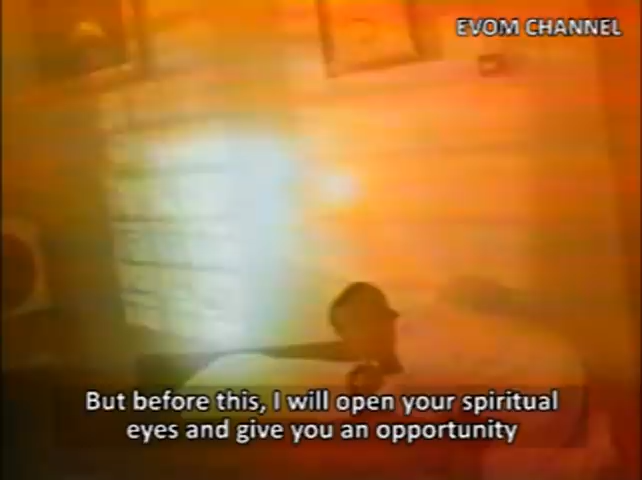 EVOM CHANNEL
But before this, I will open your spiritual
eyes and give you an opportunity